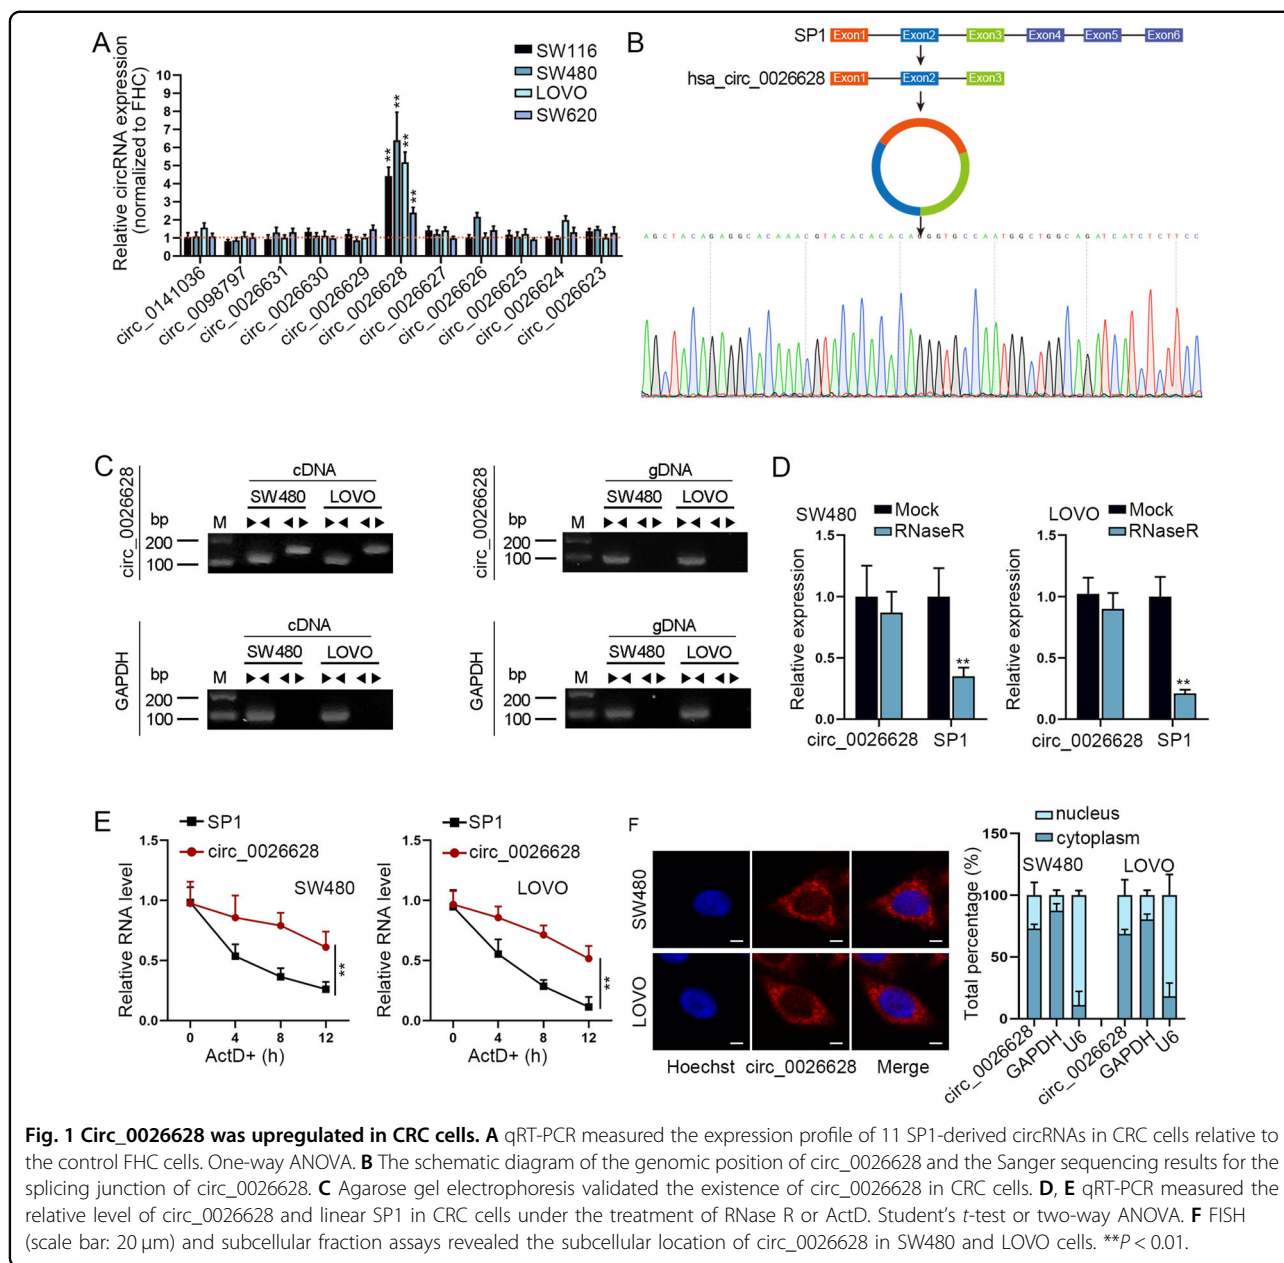 A
SW116
SW480
LOVO
SW620
Relative circRNA expression
(normalized to FHC)
10
9
8
7
6
5
4
3
2
1
0
** ** ** **
circ_0141036
circ_0098797
circ_0026631
circ_0026630
circ_0026629
circ_0026628
circ_0026627
circ_0026626
circ_0026625
circ_0026624
circ_0026623
B
SP1 Exon1 Exon2 Exon3 Exon4 Exon5 Exon6
hsa_circ_0026628 Exon1 Exon2 Exon3
AGCTACAGAGGCACAAACGTACACACACAGGGTGCCAATGGCTGGCAGATCATCTCTTCC
C
circ_0026628
cDNA
SW480 LOVO
bp M
200
100
circ_0026628
gDNA
SW480 LOVO
bp M
200
100
GAPDH
cDNA
SW480 LOVO
bp M
200
100
GAPDH
gDNA
SW480 LOVO
bp M
200
100
D
SW480
Mock
RNaseR
Relative expression
1.5
1.0
0.5
0.0
**
circ_0026628 SP1
LOVO
Mock
RNaseR
Relative expression
1.5
1.0
0.5
0.0
**
circ_0026628 SP1
E
SP1
circ_0026628
SW480
Relative RNA level
1.5
1.0
0.5
0.0
**
0 4 8 12
ActD+ (h)
SP1
circ_0026628
LOVO
Relative RNA level
1.5
1.0
0.5
0.0
**
0 4 8 12
ActD+ (h)
F
SW480
LOVO
Hoechst circ_0026628 Merge
nucleus
cytoplasm
SW480 LOVO
Total percentage (%)
150
100
50
0
circ_0026628
GAPDH
U6
circ_0026628
GAPDH
U6
Fig. 1 Circ_0026628 was upregulated in CRC cells. A qRT-PCR measured the expression profile of 11 SP1-derived circRNAs in CRC cells relative to
the control FHC cells. One-way ANOVA. B The schematic diagram of the genomic position of circ_0026628 and the Sanger sequencing results for the
splicing junction of circ_0026628. C Agarose gel electrophoresis validated the existence of circ_0026628 in CRC cells. D, E qRT-PCR measured the
relative level of circ_0026628 and linear SP1 in CRC cells under the treatment of RNase R or ActD. Student's t-test or two-way ANOVA. F FISH
(scale bar: 20 μm) and subcellular fraction assays revealed the subcellular location of circ_0026628 in SW480 and LOVO cells. **P < 0.01.